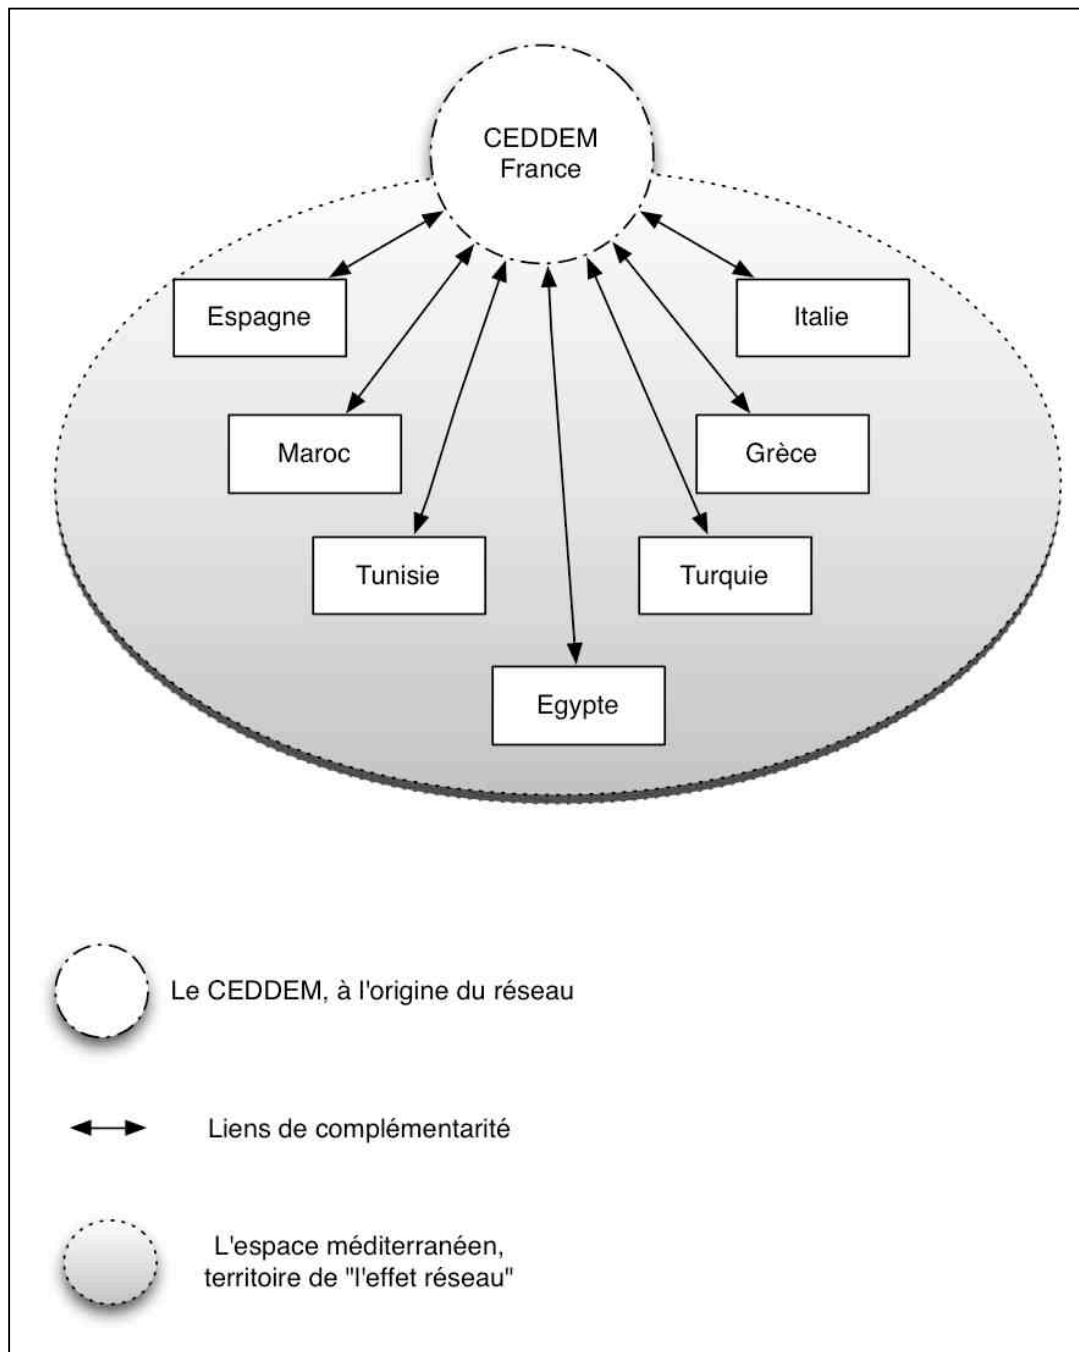 CEDDEM
France
Espagne
Italie
Maroc
Grèce
Tunisie
Turquie
Egypte
Le CEDDEM, à l'origine du réseau
Liens de complémentarité
L'espace méditerranéen,
territoire de "l'effet réseau"